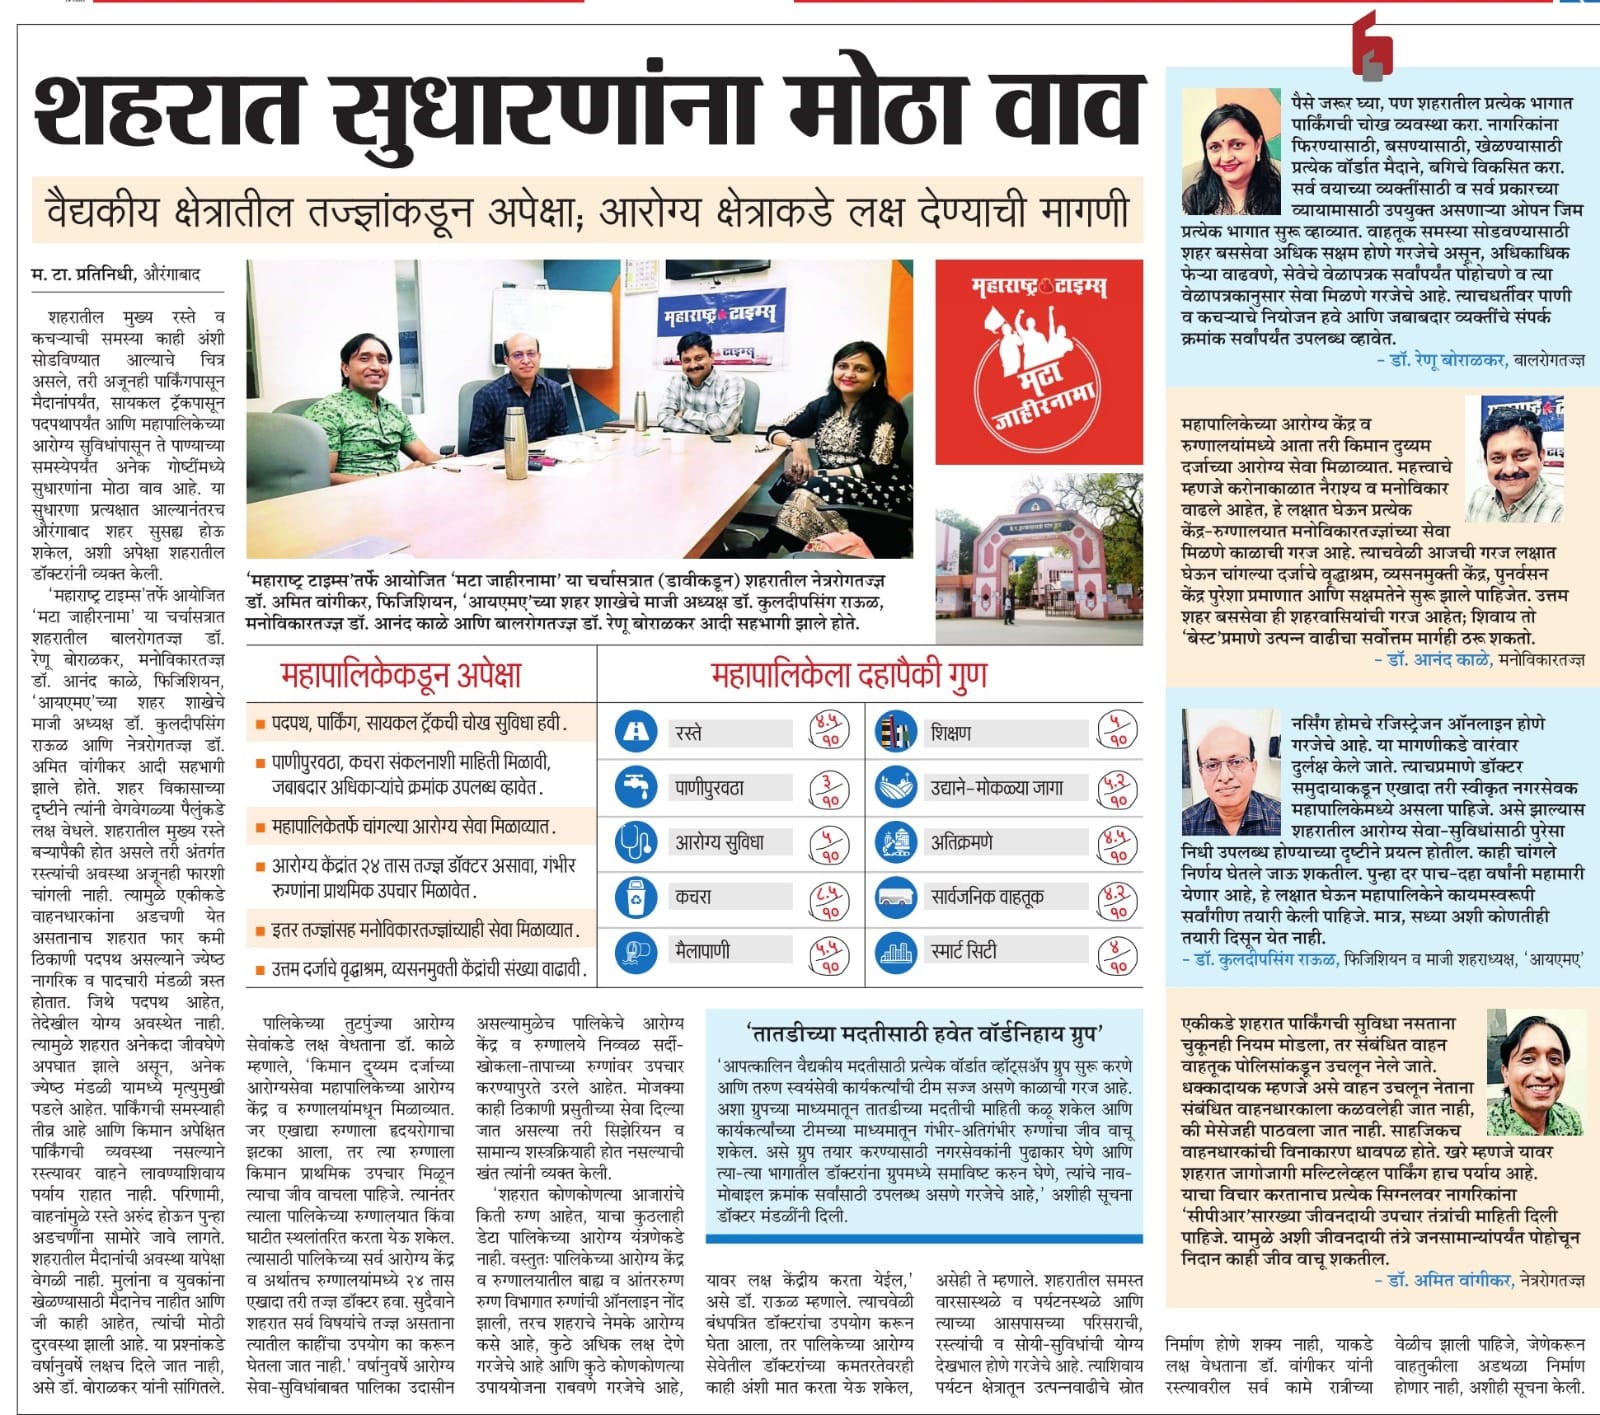 शहरात सुधारणांना मोठा वाव
वैद्यकीय क्षेत्रातील तज्ज्ञांकडून अपेक्षा; आरोग्य क्षेत्राकडे लक्ष देण्याची मागणी
म. टा. प्रतिनिधी, औरंगाबाद
शहरातील मुख्य रस्ते व
कचऱ्याची समस्या काही अंशी
सोडविण्यात आल्याचे चित्र
असले, तरी अजूनही पार्किंगपासून
मैदानांपर्यंत, सायकल ट्रॅकपासून
पदपथापर्यंत आणि महापालिकेच्या
आरोग्य सुविधांपासून ते पाण्याच्या
समस्येपर्यंत अनेक गोष्टींमध्ये
सुधारणांना मोठा वाव आहे. या
सुधारणा प्रत्यक्षात आल्यानंतरच
औरंगाबाद शहर सुसह्य होऊ
शकेल, अशी अपेक्षा शहरातील
डॉक्टरांनी व्यक्त केली.
'महाराष्ट्र टाइम्स'तर्फे आयोजित
'मटा जाहीरनामा' या चर्चासत्रात
शहरातील बालरोगतज्ज्ञ डॉ.
रेणू बोराळकर, मनोविकारतज्ज्ञ
डॉ. आनंद काळे, फिजिशियन,
'आयएमए'च्या शहर शाखेचे
माजी अध्यक्ष डॉ. कुलदीपसिंग
राऊळ आणि नेत्ररोगतज्ज्ञ डॉ.
अमित वांगीकर आदी सहभागी
झाले होते. शहर विकासाच्या
दृष्टीने त्यांनी वेगवेगळ्या पैलुंकडे
लक्ष वेधले. शहरातील मुख्य रस्ते
बऱ्यापैकी होत असले तरी अंतर्गत
रस्त्यांची अवस्था अजूनही फारशी
चांगली नाही. त्यामुळे एकीकडे
वाहनधारकांना अडचणी येत
असतानाच शहरात फार कमी
ठिकाणी पदपथ असल्याने ज्येष्ठ
नागरिक व पादचारी मंडळी त्रस्त
होतात. जिथे पदपथ आहेत,
तेदेखील योग्य अवस्थेत नाही.
त्यामुळे शहरात अनेकदा जीवघेणे
अपघात झाले असून, अनेक
ज्येष्ठ मंडळी यामध्ये मृत्युमुखी
पडले आहेत. पार्किंगची समस्याही
तीव्र आहे आणि किमान अपेक्षित
पार्किंगची व्यवस्था नसल्याने
रस्त्यावर वाहने लावण्याशिवाय
पर्याय राहात नाही. परिणामी,
वाहनांमुळे रस्ते अरुंद होऊन पुन्हा
अडचणींना सामोरे जावे लागते.
शहरातील मैदानांची अवस्था यापेक्षा
वेगळी नाही. मुलांना व युवकांना
खेळण्यासाठी मैदानेच नाहीत आणि
जी काही आहेत, त्यांची मोठी
दुरवस्था झाली आहे. या प्रश्नांकडे
वर्षानुवर्षे लक्षच दिले जात नाही,
असे डॉ. बोराळकर यांनी सांगितले.
महाराष्ट्र टाइम्स
टाइम्स
महाराष्ट्र टाइम्स
मटा
जाहीरनामा
'महाराष्ट्र टाइम्स'तर्फे आयोजित 'मटा जाहीरनामा' या चर्चासत्रात (डावीकडून) शहरातील नेत्ररोगतज्ज्ञ
डॉ. अमित वांगीकर, फिजिशियन, 'आयएमए'च्या शहर शाखेचे माजी अध्यक्ष डॉ. कुलदीपसिंग राऊळ,
मनोविकारतज्ज्ञ डॉ. आनंद काळे आणि बालरोगतज्ज्ञ डॉ. रेणू बोराळकर आदी सहभागी झाले होते.
महापालिकेकडून अपेक्षा
पदपथ, पार्किंग, सायकल ट्रॅकची चोख सुविधा हवी.
पाणीपुरवठा, कचरा संकलनाशी माहिती मिळावी,
जबाबदार अधिकाऱ्यांचे क्रमांक उपलब्ध व्हावेत.
महापालिकेतर्फे चांगल्या आरोग्य सेवा मिळाव्यात.
आरोग्य केंद्रांत २४ तास तज्ज्ञ डॉक्टर असावा, गंभीर
रुग्णांना प्राथमिक उपचार मिळावेत.
इतर तज्ज्ञांसह मनोविकारतज्ज्ञांच्याही सेवा मिळाव्यात.
उत्तम दर्जाचे वृद्धाश्रम, व्यसनमुक्ती केंद्रांची संख्या वाढावी.
महापालिकेला दहापैकी गुण
रस्ते ४.५/१०
पाणीपुरवठा ३/१०
आरोग्य सुविधा ५/१०
कचरा ८.५/१०
मैलापाणी ५.५/१०
शिक्षण ५/१०
उद्याने-मोकळ्या जागा ५.२/१०
अतिक्रमणे ४.५/१०
सार्वजनिक वाहतूक ४.२/१०
स्मार्ट सिटी ४/१०
पालिकेच्या तुटपुंज्या आरोग्य
सेवांकडे लक्ष वेधताना डॉ. काळे
म्हणाले, 'किमान दुय्यम दर्जाच्या
आरोग्यसेवा महापालिकेच्या आरोग्य
केंद्र व रुग्णालयांमधून मिळाव्यात.
जर एखाद्या रुग्णाला हृदयरोगाचा
झटका आला, तर त्या रुग्णाला
किमान प्राथमिक उपचार मिळून
त्याचा जीव वाचला पाहिजे. त्यानंतर
त्याला पालिकेच्या रुग्णालयात किंवा
घाटीत स्थलांतरित करता येऊ शकेल.
त्यासाठी पालिकेच्या सर्व आरोग्य केंद्र
व अर्थातच रुग्णालयांमध्ये २४ तास
एखादा तरी तज्ज्ञ डॉक्टर हवा. सुदैवाने
शहरात सर्व विषयांचे तज्ज्ञ असताना
त्यातील काहींचा उपयोग का करून
घेतला जात नाही.' वर्षानुवर्षे आरोग्य
सेवा-सुविधांबाबत पालिका उदासीन
असल्यामुळेच पालिकेचे आरोग्य
केंद्र व रुग्णालये निव्वळ सर्दी-
खोकला-तापाच्या रुग्णांवर उपचार
करण्यापुरते उरले आहेत. मोजक्या
काही ठिकाणी प्रसुतीच्या सेवा दिल्या
जात असल्या तरी सिझेरियन व
सामान्य शस्त्रक्रियाही होत नसल्याची
खंत त्यांनी व्यक्त केली.
'शहरात कोणकोणत्या आजारांचे
किती रुग्ण आहेत, याचा कुठलाही
डेटा पालिकेच्या आरोग्य यंत्रणेकडे
नाही. वस्तुतः पालिकेच्या आरोग्य केंद्र
व रुग्णालयातील बाह्य व आंतररुग्ण
रुग्ण विभागात रुग्णांची ऑनलाइन नोंद
झाली, तरच शहराचे नेमके आरोग्य
कसे आहे, कुठे अधिक लक्ष देणे
गरजेचे आहे आणि कुठे कोणकोणत्या
उपाययोजना राबवणे गरजेचे आहे,
'तातडीच्या मदतीसाठी हवेत वॉर्डनिहाय ग्रुप'
'आपत्कालिन वैद्यकीय मदतीसाठी प्रत्येक वॉर्डात व्हॉट्सॲप ग्रुप सुरू करणे
आणि तरुण स्वयंसेवी कार्यकर्त्यांची टीम सज्ज असणे काळाची गरज आहे.
अशा ग्रुपच्या माध्यमातून तातडीच्या मदतीची माहिती कळू शकेल आणि
कार्यकर्त्यांच्या टीमच्या माध्यमातून गंभीर-अतिगंभीर रुग्णांचा जीव वाचू
शकेल. असे ग्रुप तयार करण्यासाठी नगरसेवकांनी पुढाकार घेणे आणि
त्या-त्या भागातील डॉक्टरांना ग्रुपमध्ये समाविष्ट करुन घेणे, त्यांचे नाव-
मोबाइल क्रमांक सर्वांसाठी उपलब्ध असणे गरजेचे आहे,' अशीही सूचना
डॉक्टर मंडळींनी दिली.
यावर लक्ष केंद्रीय करता येईल,'
असे डॉ. राऊळ म्हणाले. त्याचवेळी
बंधपत्रित डॉक्टरांचा उपयोग करून
घेता आला, तर पालिकेच्या आरोग्य
सेवेतील डॉक्टरांच्या कमतरतेवरही
काही अंशी मात करता येऊ शकेल,
असेही ते म्हणाले. शहरातील समस्त
वारसास्थळे व पर्यटनस्थळे आणि
त्याच्या आसपासच्या परिसराची,
रस्त्यांची व सोयी-सुविधांची योग्य
देखभाल होणे गरजेचे आहे. त्याशिवाय
पर्यटन क्षेत्रातून उत्पन्नवाढीचे स्रोत
निर्माण होणे शक्य नाही, याकडे
लक्ष वेधताना डॉ. वांगीकर यांनी
रस्त्यावरील सर्व कामे रात्रीच्या
वेळीच झाली पाहिजे, जेणेकरून
वाहतुकीला अडथळा निर्माण
होणार नाही, अशीही सूचना केली.
पैसे जरूर घ्या, पण शहरातील प्रत्येक भागात
पार्किंगची चोख व्यवस्था करा. नागरिकांना
फिरण्यासाठी, बसण्यासाठी, खेळण्यासाठी
प्रत्येक वॉर्डात मैदाने, बगिचे विकसित करा.
सर्व वयाच्या व्यक्तींसाठी व सर्व प्रकारच्या
व्यायामासाठी उपयुक्त असणाऱ्या ओपन जिम
प्रत्येक भागात सुरू व्हाव्यात. वाहतूक समस्या सोडवण्यासाठी
शहर बससेवा अधिक सक्षम होणे गरजेचे असून, अधिकाधिक
फेऱ्या वाढवणे, सेवेचे वेळापत्रक सर्वांपर्यंत पोहोचणे व त्या
वेळापत्रकानुसार सेवा मिळणे गरजेचे आहे. त्याचधर्तीवर पाणी
व कचऱ्याचे नियोजन हवे आणि जबाबदार व्यक्तींचे संपर्क
क्रमांक सर्वांपर्यंत उपलब्ध व्हावेत.
- डॉ. रेणू बोराळकर, बालरोगतज्ज्ञ
महापालिकेच्या आरोग्य केंद्र व
रुग्णालयांमध्ये आता तरी किमान दुय्यम
दर्जाच्या आरोग्य सेवा मिळाव्यात. महत्त्वाचे
म्हणजे करोनाकाळात नैराश्य व मनोविकार
वाढले आहेत, हे लक्षात घेऊन प्रत्येक
केंद्र-रुग्णालयात मनोविकारतज्ज्ञांच्या सेवा
मिळणे काळाची गरज आहे. त्याचवेळी आजची गरज लक्षात
घेऊन चांगल्या दर्जाचे वृद्धाश्रम, व्यसनमुक्ती केंद्र, पुनर्वसन
केंद्र पुरेशा प्रमाणात आणि सक्षमतेने सुरू झाले पाहिजेत. उत्तम
शहर बससेवा ही शहरवासियांची गरज आहेत; शिवाय तो
'बेस्ट'प्रमाणे उत्पन्न वाढीचा सर्वोत्तम मार्गही ठरू शकतो.
- डॉ. आनंद काळे, मनोविकारतज्ज्ञ
नर्सिंग होमचे रजिस्ट्रेजन ऑनलाइन होणे
गरजेचे आहे. या मागणीकडे वारंवार
दुर्लक्ष केले जाते. त्याचप्रमाणे डॉक्टर
समुदायाकडून एखादा तरी स्वीकृत नगरसेवक
महापालिकेमध्ये असला पाहिजे. असे झाल्यास
शहरातील आरोग्य सेवा-सुविधांसाठी पुरेसा
निधी उपलब्ध होण्याच्या दृष्टीने प्रयत्न होतील. काही चांगले
निर्णय घेतले जाऊ शकतील. पुन्हा दर पाच-दहा वर्षांनी महामारी
येणार आहे, हे लक्षात घेऊन महापालिकेने कायमस्वरूपी
सर्वांगीण तयारी केली पाहिजे. मात्र, सध्या अशी कोणतीही
तयारी दिसून येत नाही.
- डॉ. कुलदीपसिंग राऊळ, फिजिशियन व माजी शहराध्यक्ष, 'आयएमए'
एकीकडे शहरात पार्किंगची सुविधा नसताना
चुकूनही नियम मोडला, तर संबंधित वाहन
वाहतूक पोलिसांकडून उचलून नेले जाते.
धक्कादायक म्हणजे असे वाहन उचलून नेताना
संबंधित वाहनधारकाला कळवलेही जात नाही,
की मेसेजही पाठवला जात नाही. साहजिकच
वाहनधारकांची विनाकारण धावपळ होते. खरे म्हणजे यावर
शहरात जागोजागी मल्टिलेव्हल पार्किंग हाच पर्याय आहे.
याचा विचार करतानाच प्रत्येक सिग्नलवर नागरिकांना
'सीपीआर'सारख्या जीवनदायी उपचार तंत्रांची माहिती दिली
पाहिजे. यामुळे अशी जीवनदायी तंत्रे जनसामान्यांपर्यंत पोहोचून
निदान काही जीव वाचू शकतील.
- डॉ. अमित वांगीकर, नेत्ररोगतज्ज्ञ